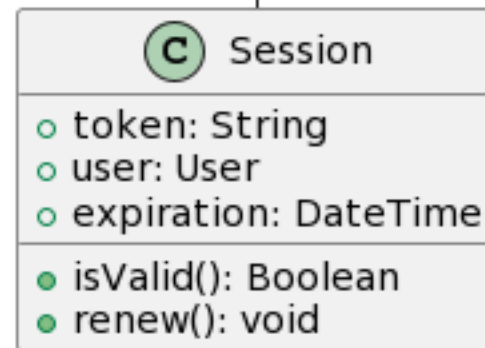 C Session
token: String
user: User
expiration: DateTime
isValid(): Boolean
renew(): void